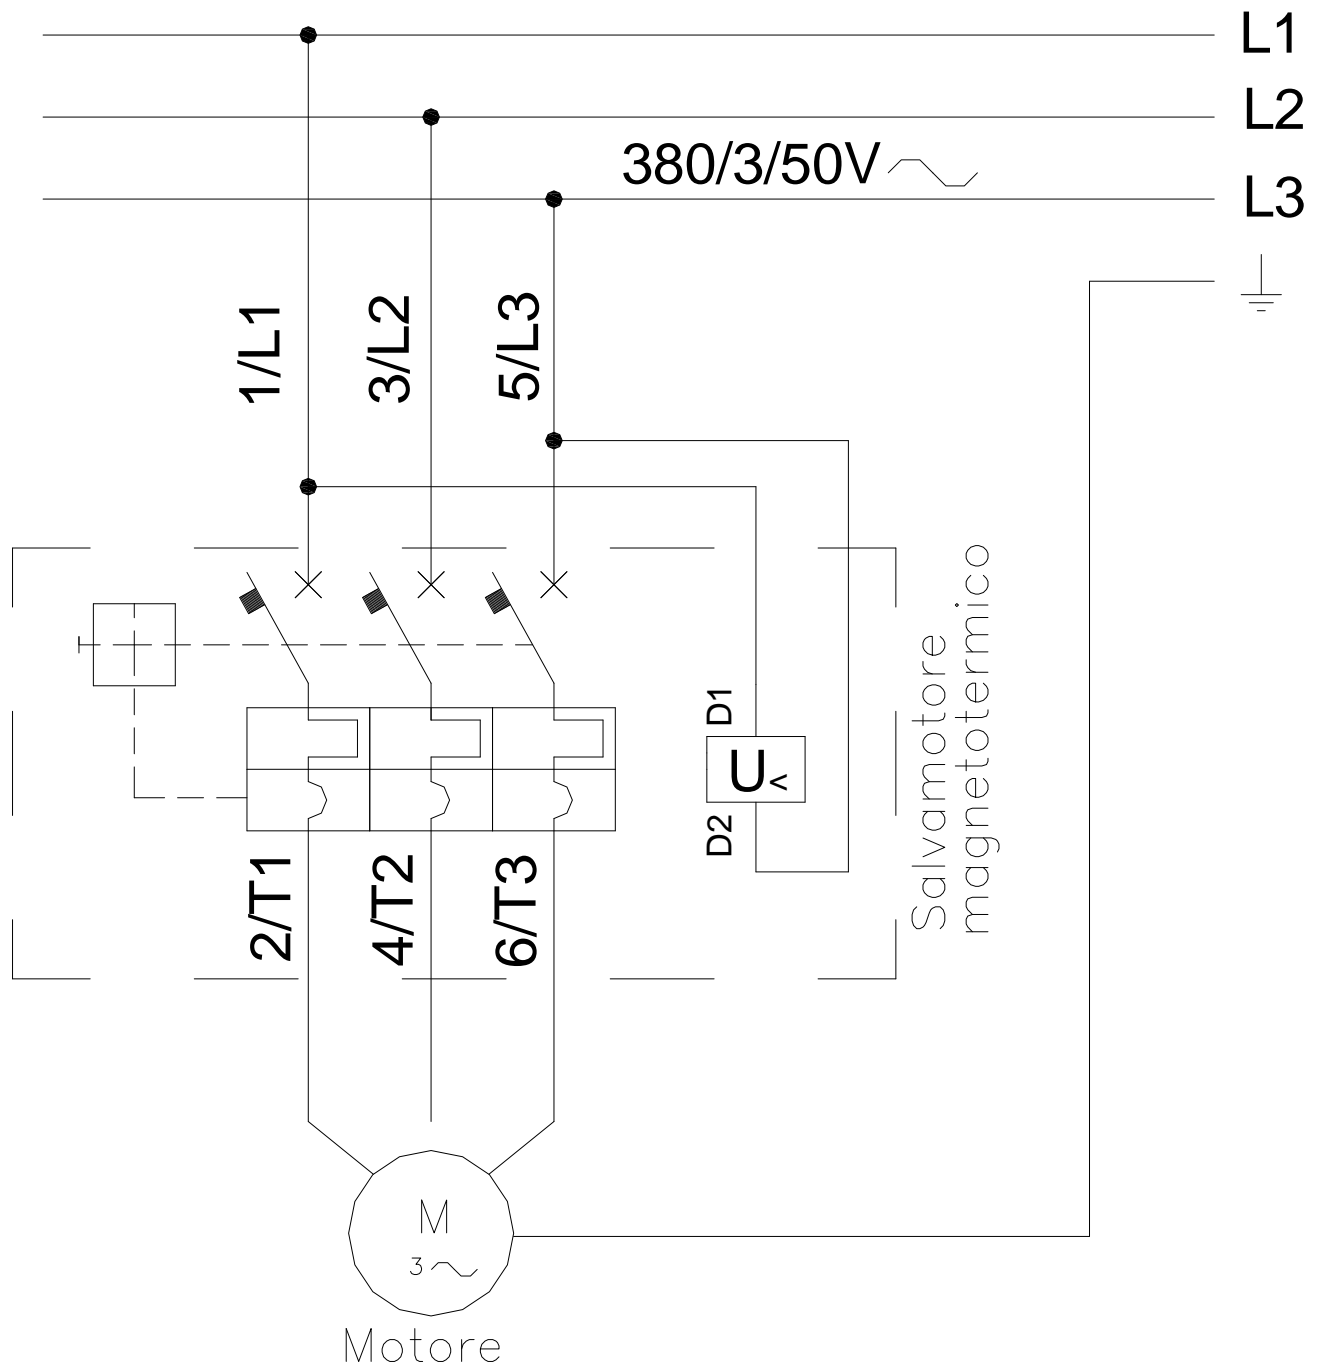 L1
L2
380/3/50V
L3
1/L1
3/L2
5/L3
Salvamotore
magnetotermico
D1
U<
D2
2/T1
4/T2
6/T3
M
3
Motore